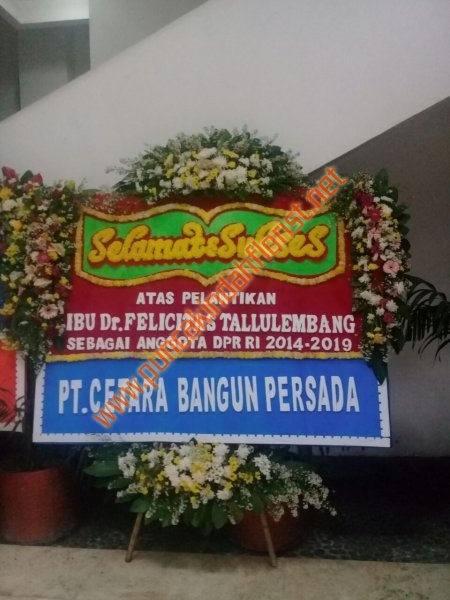 Selamat & Sukses
ATAS PELANTIKAN
IBU Dr. FELICITAS TALLULEMBANG
SEBAGAI ANGGOTA DPR RI 2014-2019
PT. CETARA BANGUN PERSADA